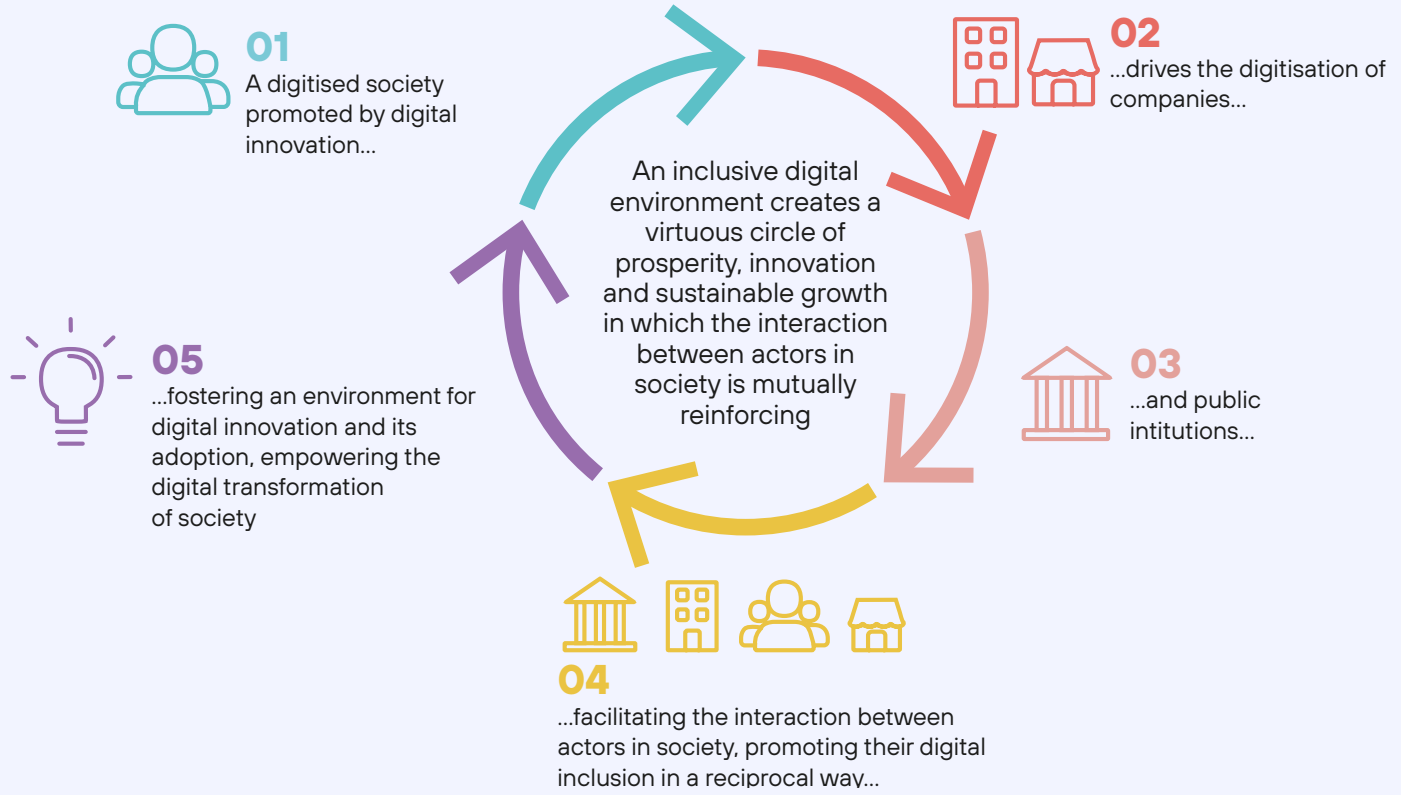 01
A digitised society
promoted by digital
innovation...
02
...drives the digitisation of
companies...
An inclusive digital
environment creates a
virtuous circle of
prosperity, innovation
and sustainable growth
in which the interaction
between actors in
society is mutually
reinforcing
03
...and public
intitutions...
04
...facilitating the interaction between
actors in society, promoting their digital
inclusion in a reciprocal way...
05
...fostering an environment for
digital innovation and its
adoption, empowering the
digital transformation
of society